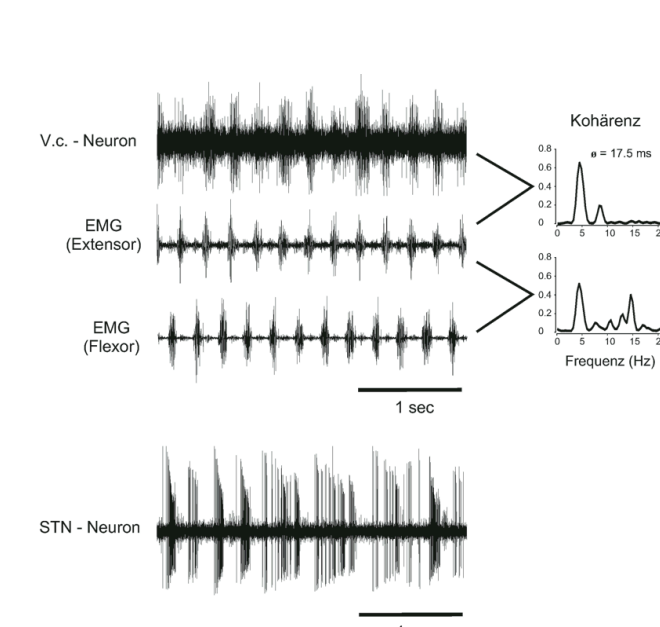 Kohärenz
V.c. - Neuron
ø = 17.5 ms
0.8
0.6
0.4
0.2
0
0 5 10 15
EMG
(Extensor)
0.8
0.6
0.4
0.2
0
0 5 10 15
Frequenz (Hz)
EMG
(Flexor)
1 sec
STN - Neuron